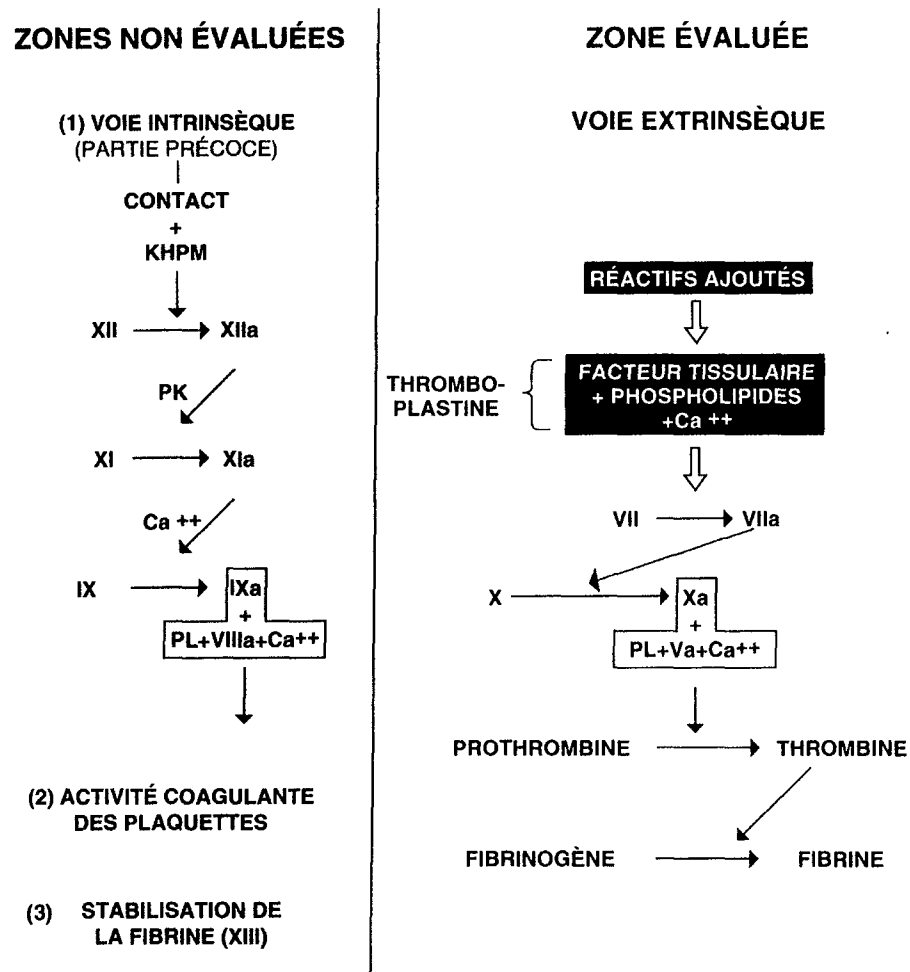 ZONES NON ÉVALUÉES
(1) VOIE INTRINSÈQUE
(PARTIE PRÉCOCE)
CONTACT
+
KHPM
XII XIIa
PK
XI XIa
Ca ++
IX IXa
+
PL+VIIIa+Ca++
(2) ACTIVITÉ COAGULANTE
DES PLAQUETTES
(3) STABILISATION DE
LA FIBRINE (XIII)
ZONE ÉVALUÉE
VOIE EXTRINSÈQUE
RÉACTIFS AJOUTÉS
THROMBO-
PLASTINE
FACTEUR TISSULAIRE
+ PHOSPHOLIPIDES
+Ca ++
VII VIIa
X Xa
+
PL+Va+Ca++
PROTHROMBINE THROMBINE
FIBRINOGÈNE FIBRINE